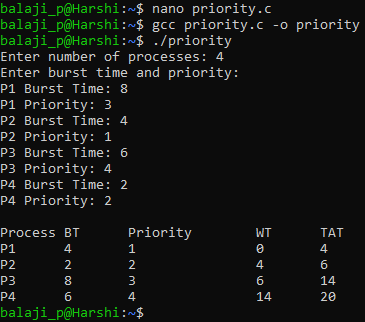 balaji_p@Harshi:~$ nano priority.c
balaji_p@Harshi:~$ gcc priority.c -o priority
balaji_p@Harshi:~$ ./priority
Enter number of processes: 4
Enter burst time and priority:
P1 Burst Time: 8
P1 Priority: 3
P2 Burst Time: 4
P2 Priority: 1
P3 Burst Time: 6
P3 Priority: 4
P4 Burst Time: 2
P4 Priority: 2

Process BT      Priority        WT      TAT
P1      4       1               0       4
P2      2       2               4       6
P3      8       3               6       14
P4      6       4               14      20
balaji_p@Harshi:~$